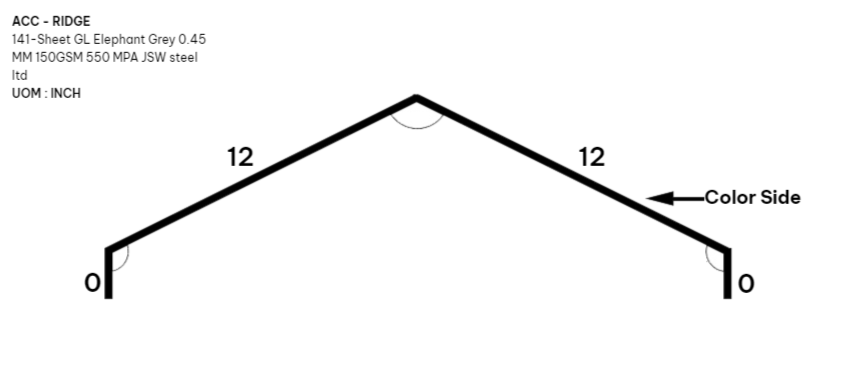 ACC - RIDGE
141-Sheet GL Elephant Grey 0.45
MM 150GSM 550 MPA JSW steel
ltd
UOM : INCH
12
12
Color Side
0
0